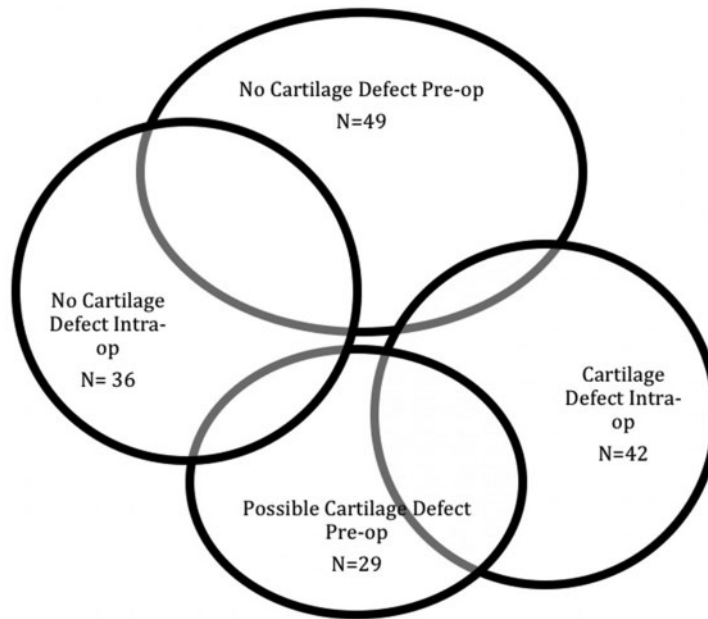 No Cartilage Defect Pre-op
N=49
No Cartilage
Defect Intra-
op
N= 36
Cartilage
Defect Intra-
op
N=42
Possible Cartilage Defect
Pre-op
N=29